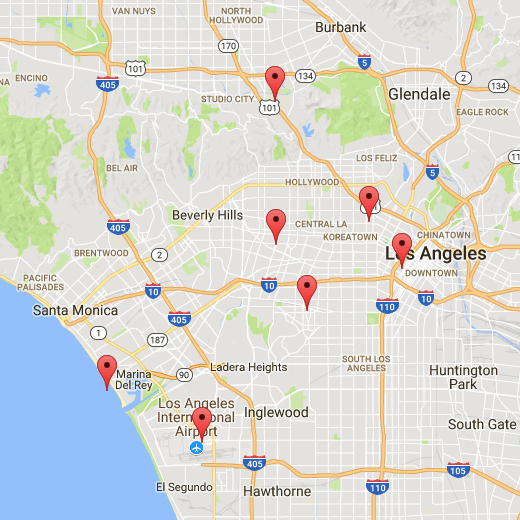 VAN NUYS
NORTH
HOLLYWOOD
Burbank
170
5
101
134
2
ENCINO
405
134
STUDIO CITY
101
Glendale
EAGLE ROCK
LOS FELIZ
BEL AIR
5
HOLLYWOOD
Beverly Hills
405
CENTRAL LA
KOREATOWN
CHINATOWN
BRENTWOOD
2
Los Angeles
DOWNTOWN
PACIFIC
PALISADES
10
10
10
Santa Monica
405
110
1
187
SOUTH LOS
ANGELES
Marina
Del Rey
90
Ladera Heights
Huntington
Park
Los Angeles
International
Airport
Inglewood
South Gate
405
110
105
El Segundo
Hawthorne
110